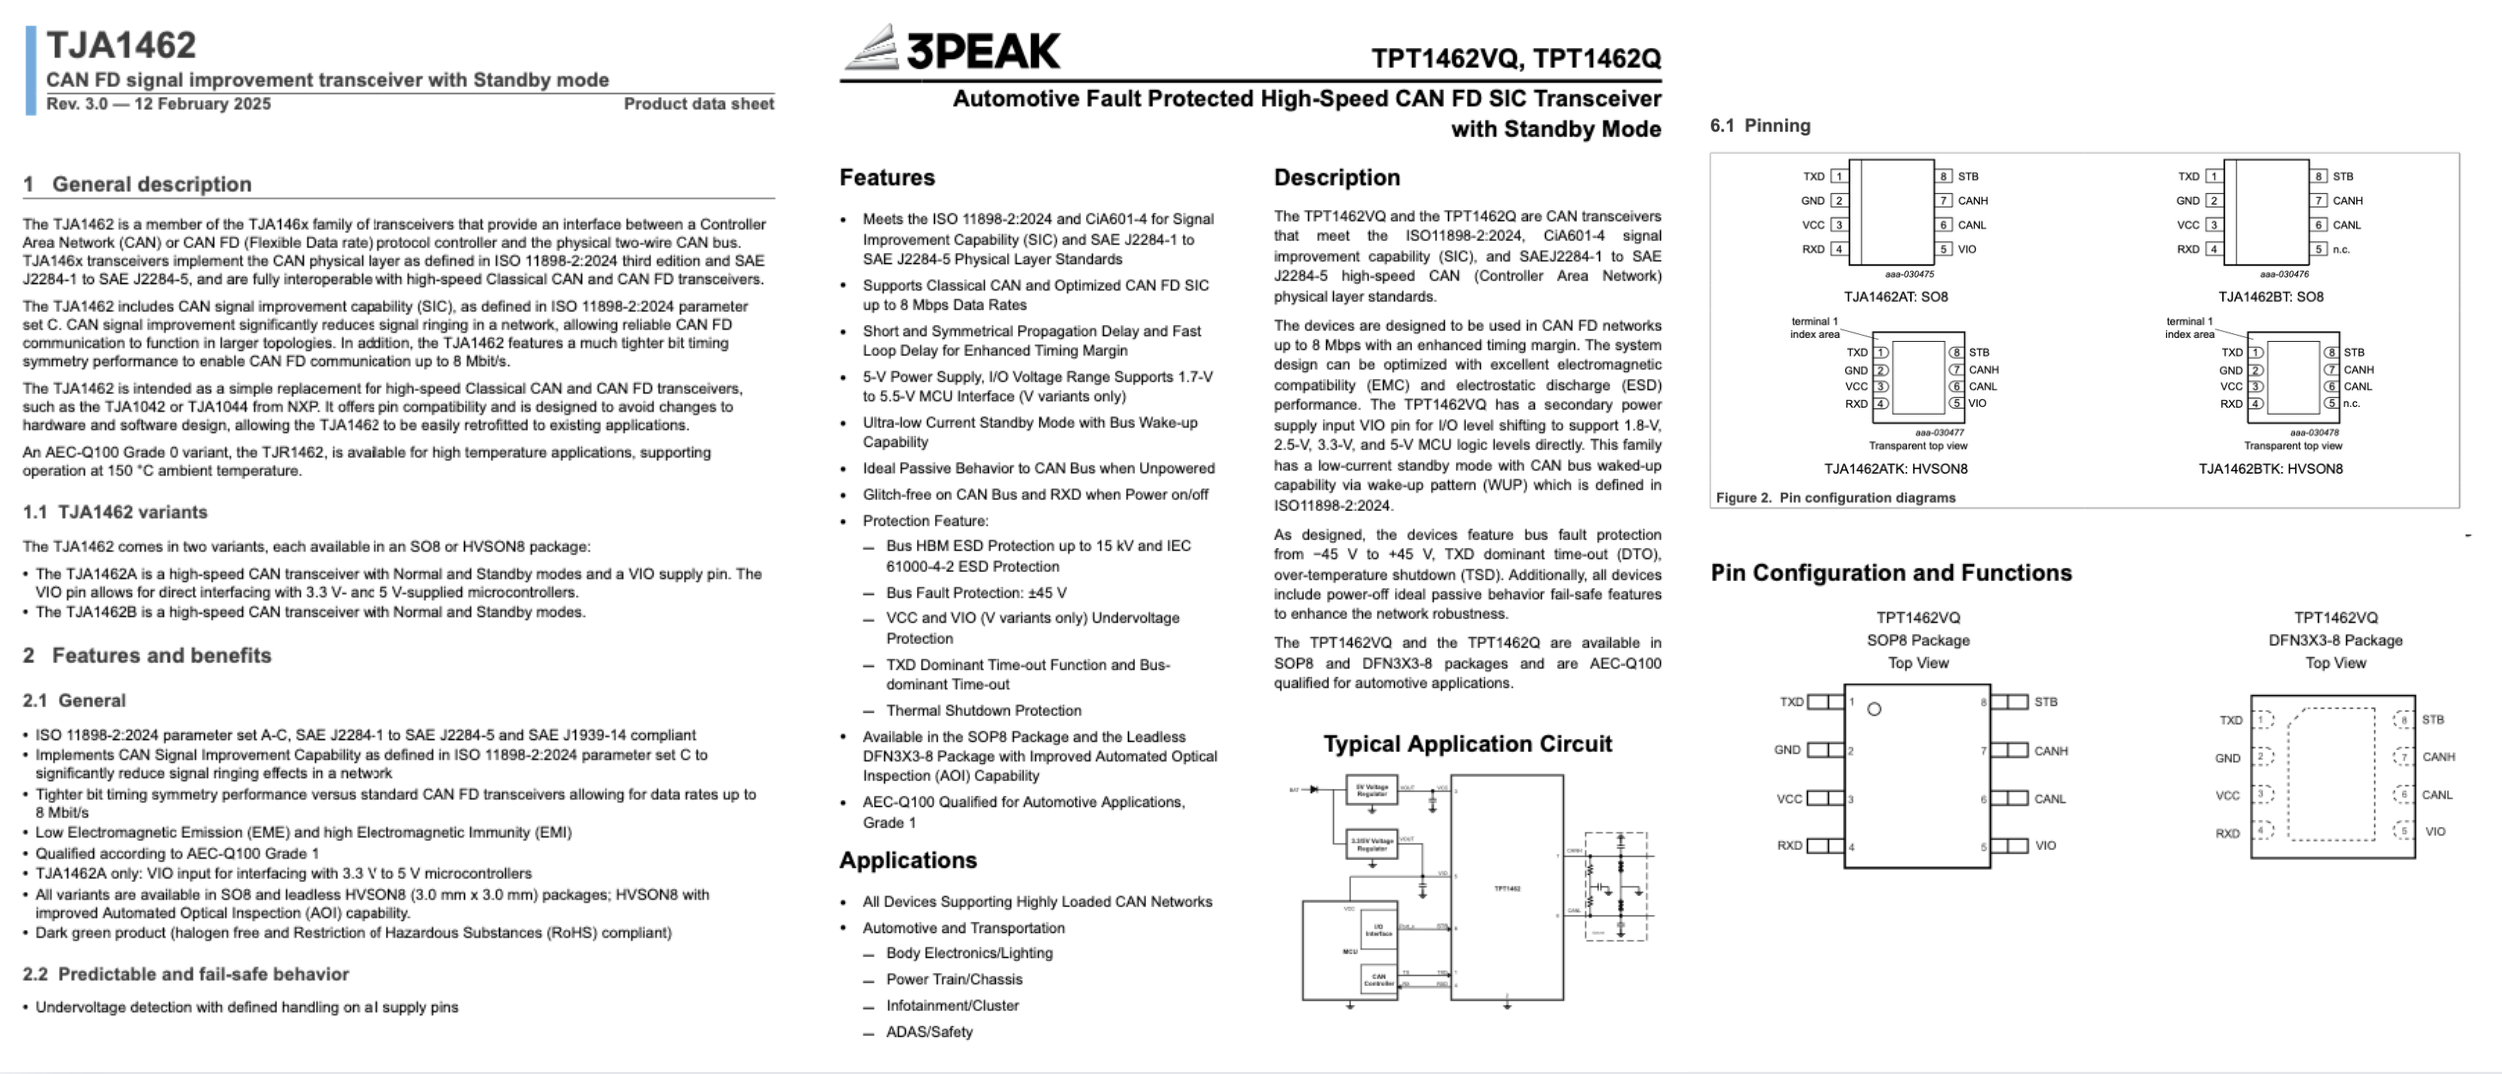 TJA1462
CAN FD signal improvement transceiver with Standby mode
Rev. 3.0 — 12 February 2025 Product data sheet
1 General description
The TJA1462 is a member of the TJA146x family of transceivers that provide an interface between a Controller
Area Network (CAN) or CAN FD (Flexible Data rate) protocol controller and the physical two-wire CAN bus.
TJA146x transceivers implement the CAN physical layer as defined in ISO 11898-2:2024 third edition and SAE
J2284-1 to SAE J2284-5, and are fully interoperable with high-speed Classical CAN and CAN FD transceivers.
The TJA1462 includes CAN signal improvement capability (SIC), as defined in ISO 11898-2:2024 parameter
set C. CAN signal improvement significantly reduces signal ringing in a network, allowing reliable CAN FD
communication to function in larger topologies. In addition, the TJA1462 features a much tighter bit timing
symmetry performance to enable CAN FD communication up to 8 Mbit/s.
The TJA1462 is intended as a simple replacement for high-speed Classical CAN and CAN FD transceivers,
such as the TJA1042 or TJA1044 from NXP. It offers pin compatibility and is designed to avoid changes to
hardware and software design, allowing the TJA1462 to be easily retrofitted to existing applications.
An AEC-Q100 Grade 0 variant, the TJR1462, is available for high temperature applications, supporting
operation at 150 °C ambient temperature.
1.1 TJA1462 variants
The TJA1462 comes in two variants, each available in an SO8 or HVSON8 package:
• The TJA1462A is a high-speed CAN transceiver with Normal and Standby modes and a VIO supply pin. The
VIO pin allows for direct interfacing with 3.3 V- and 5 V-supplied microcontrollers.
• The TJA1462B is a high-speed CAN transceiver with Normal and Standby modes.
2 Features and benefits
2.1 General
• ISO 11898-2:2024 parameter set A-C, SAE J2284-1 to SAE J2284-5 and SAE J1939-14 compliant
• Implements CAN Signal Improvement Capability as defined in ISO 11898-2:2024 parameter set C to
significantly reduce signal ringing effects in a network
• Tighter bit timing symmetry performance versus standard CAN FD transceivers allowing for data rates up to
8 Mbit/s
• Low Electromagnetic Emission (EME) and high Electromagnetic Immunity (EMI)
• Qualified according to AEC-Q100 Grade 1
• TJA1462A only: VIO input for interfacing with 3.3 V to 5 V microcontrollers
• All variants are available in SO8 and leadless HVSON8 (3.0 mm x 3.0 mm) packages; HVSON8 with
improved Automated Optical Inspection (AOI) capability.
• Dark green product (halogen free and Restriction of Hazardous Substances (RoHS) compliant)
2.2 Predictable and fail-safe behavior
• Undervoltage detection with defined handling on all supply pins
3PEAK
TPT1462VQ, TPT1462Q
Automotive Fault Protected High-Speed CAN FD SIC Transceiver
with Standby Mode
Features
• Meets the ISO 11898-2:2024 and CiA601-4 for Signal
Improvement Capability (SIC) and SAE J2284-1 to
SAE J2284-5 Physical Layer Standards
• Supports Classical CAN and Optimized CAN FD SIC
up to 8 Mbps Data Rates
• Short and Symmetrical Propagation Delay and Fast
Loop Delay for Enhanced Timing Margin
• 5-V Power Supply, I/O Voltage Range Supports 1.7-V
to 5.5-V MCU Interface (V variants only)
• Ultra-low Current Standby Mode with Bus Wake-up
Capability
• Ideal Passive Behavior to CAN Bus when Unpowered
• Glitch-free on CAN Bus and RXD when Power on/off
• Protection Feature:
– Bus HBM ESD Protection up to 15 kV and IEC
61000-4-2 ESD Protection
– Bus Fault Protection: ±45 V
– VCC and VIO (V variants only) Undervoltage
Protection
– TXD Dominant Time-out Function and Bus-
dominant Time-out
– Thermal Shutdown Protection
• Available in the SOP8 Package and the Leadless
DFN3X3-8 Package with Improved Automated Optical
Inspection (AOI) Capability
• AEC-Q100 Qualified for Automotive Applications,
Grade 1
Applications
• All Devices Supporting Highly Loaded CAN Networks
• Automotive and Transportation
– Body Electronics/Lighting
– Power Train/Chassis
– Infotainment/Cluster
– ADAS/Safety
Description
The TPT1462VQ and the TPT1462Q are CAN transceivers
that meet the ISO11898-2:2024, CiA601-4 signal
improvement capability (SIC), and SAEJ2284-1 to SAE
J2284-5 high-speed CAN (Controller Area Network)
physical layer standards.
The devices are designed to be used in CAN FD networks
up to 8 Mbps with an enhanced timing margin. The system
design can be optimized with excellent electromagnetic
compatibility (EMC) and electrostatic discharge (ESD)
performance. The TPT1462VQ has a secondary power
supply input VIO pin for I/O level shifting to support 1.8-V,
2.5-V, 3.3-V, and 5-V MCU logic levels directly. This family
has a low-current standby mode with CAN bus waked-up
capability via wake-up pattern (WUP) which is defined in
ISO11898-2:2024.
As designed, the devices feature bus fault protection
from −45 V to +45 V, TXD dominant time-out (DTO),
over-temperature shutdown (TSD). Additionally, all devices
include power-off ideal passive behavior fail-safe features
to enhance the network robustness.
The TPT1462VQ and the TPT1462Q are available in
SOP8 and DFN3X3-8 packages and are AEC-Q100
qualified for automotive applications.
Typical Application Circuit
BAT
5V Voltage
Regulator
VOUT VCC
3.3/5V Voltage
Regulator
VOUT
VIO
VCC
TPT1462
I/O
Interface
MCU
CAN
Controller
STB
TXD
RXD
CANH
CANL
6.1 Pinning
TXD 1 8 STB
GND 2 7 CANH
VCC 3 6 CANL
RXD 4 5 VIO
aaa-030475
TJA1462AT: SO8
TXD 1 8 STB
GND 2 7 CANH
VCC 3 6 CANL
RXD 4 5 n.c.
aaa-030476
TJA1462BT: SO8
terminal 1
index area
TXD 1 8 STB
GND 2 7 CANH
VCC 3 6 CANL
RXD 4 5 VIO
aaa-030477
Transparent top view
TJA1462ATK: HVSON8
terminal 1
index area
TXD 1 8 STB
GND 2 7 CANH
VCC 3 6 CANL
RXD 4 5 n.c.
aaa-030478
Transparent top view
TJA1462BTK: HVSON8
Figure 2. Pin configuration diagrams
Pin Configuration and Functions
TPT1462VQ
SOP8 Package
Top View
TXD 1 8 STB
GND 2 7 CANH
VCC 3 6 CANL
RXD 4 5 VIO
TPT1462VQ
DFN3X3-8 Package
Top View
TXD 1 8 STB
GND 2 7 CANH
VCC 3 6 CANL
RXD 4 5 VIO